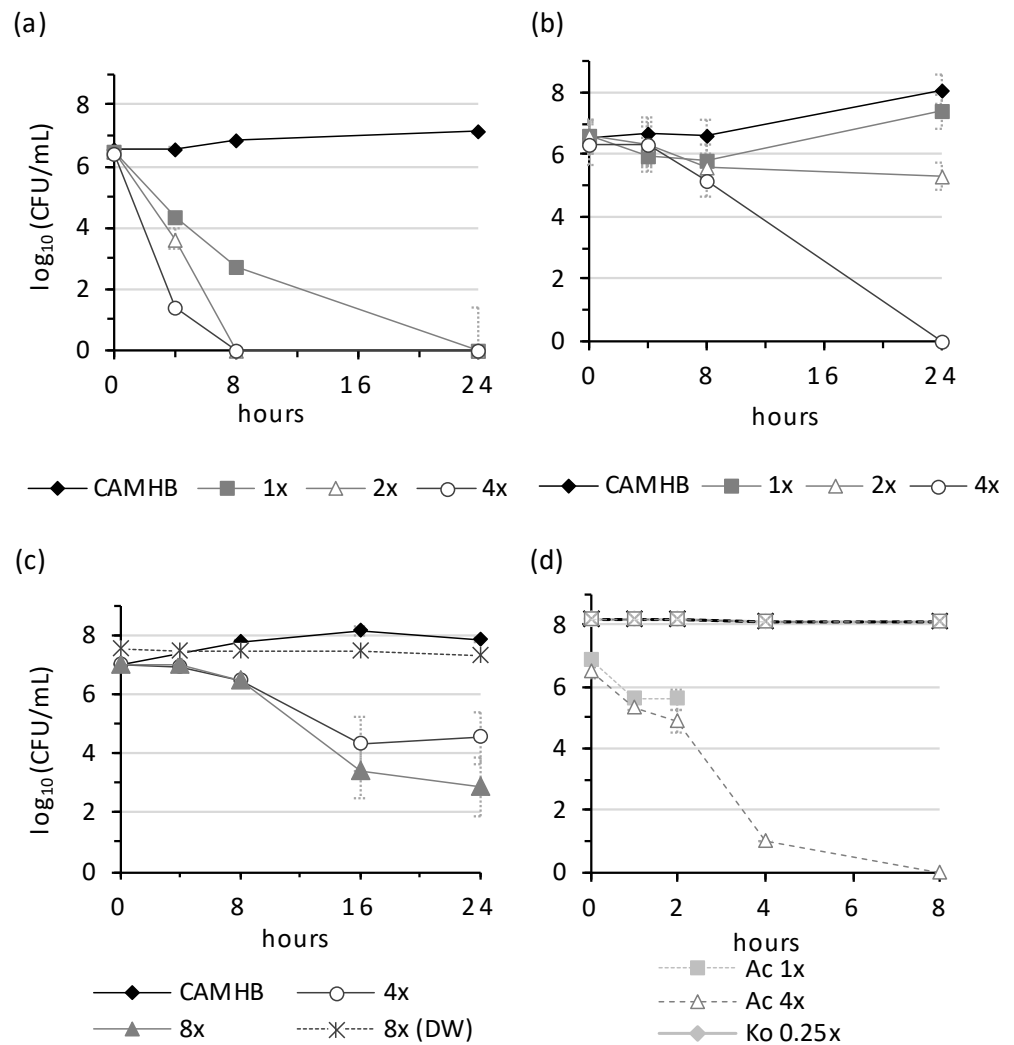 (a)
(b)
log10 (CFU/mL)
8
6
4
2
0
0 8 16 24
hours
8
6
4
2
0
0 8 16 24
hours
CAMHB 1x 2x 4x
CAMHB 1x 2x 4x
(c)
(d)
log10 (CFU/mL)
8
6
4
2
0
0 8 16 24
hours
8
6
4
2
0
0 2 4 6 8
hours
CAMHB 4x
8x 8x (DW)
Ac 1x
Ac 4x
Ko 0.25x